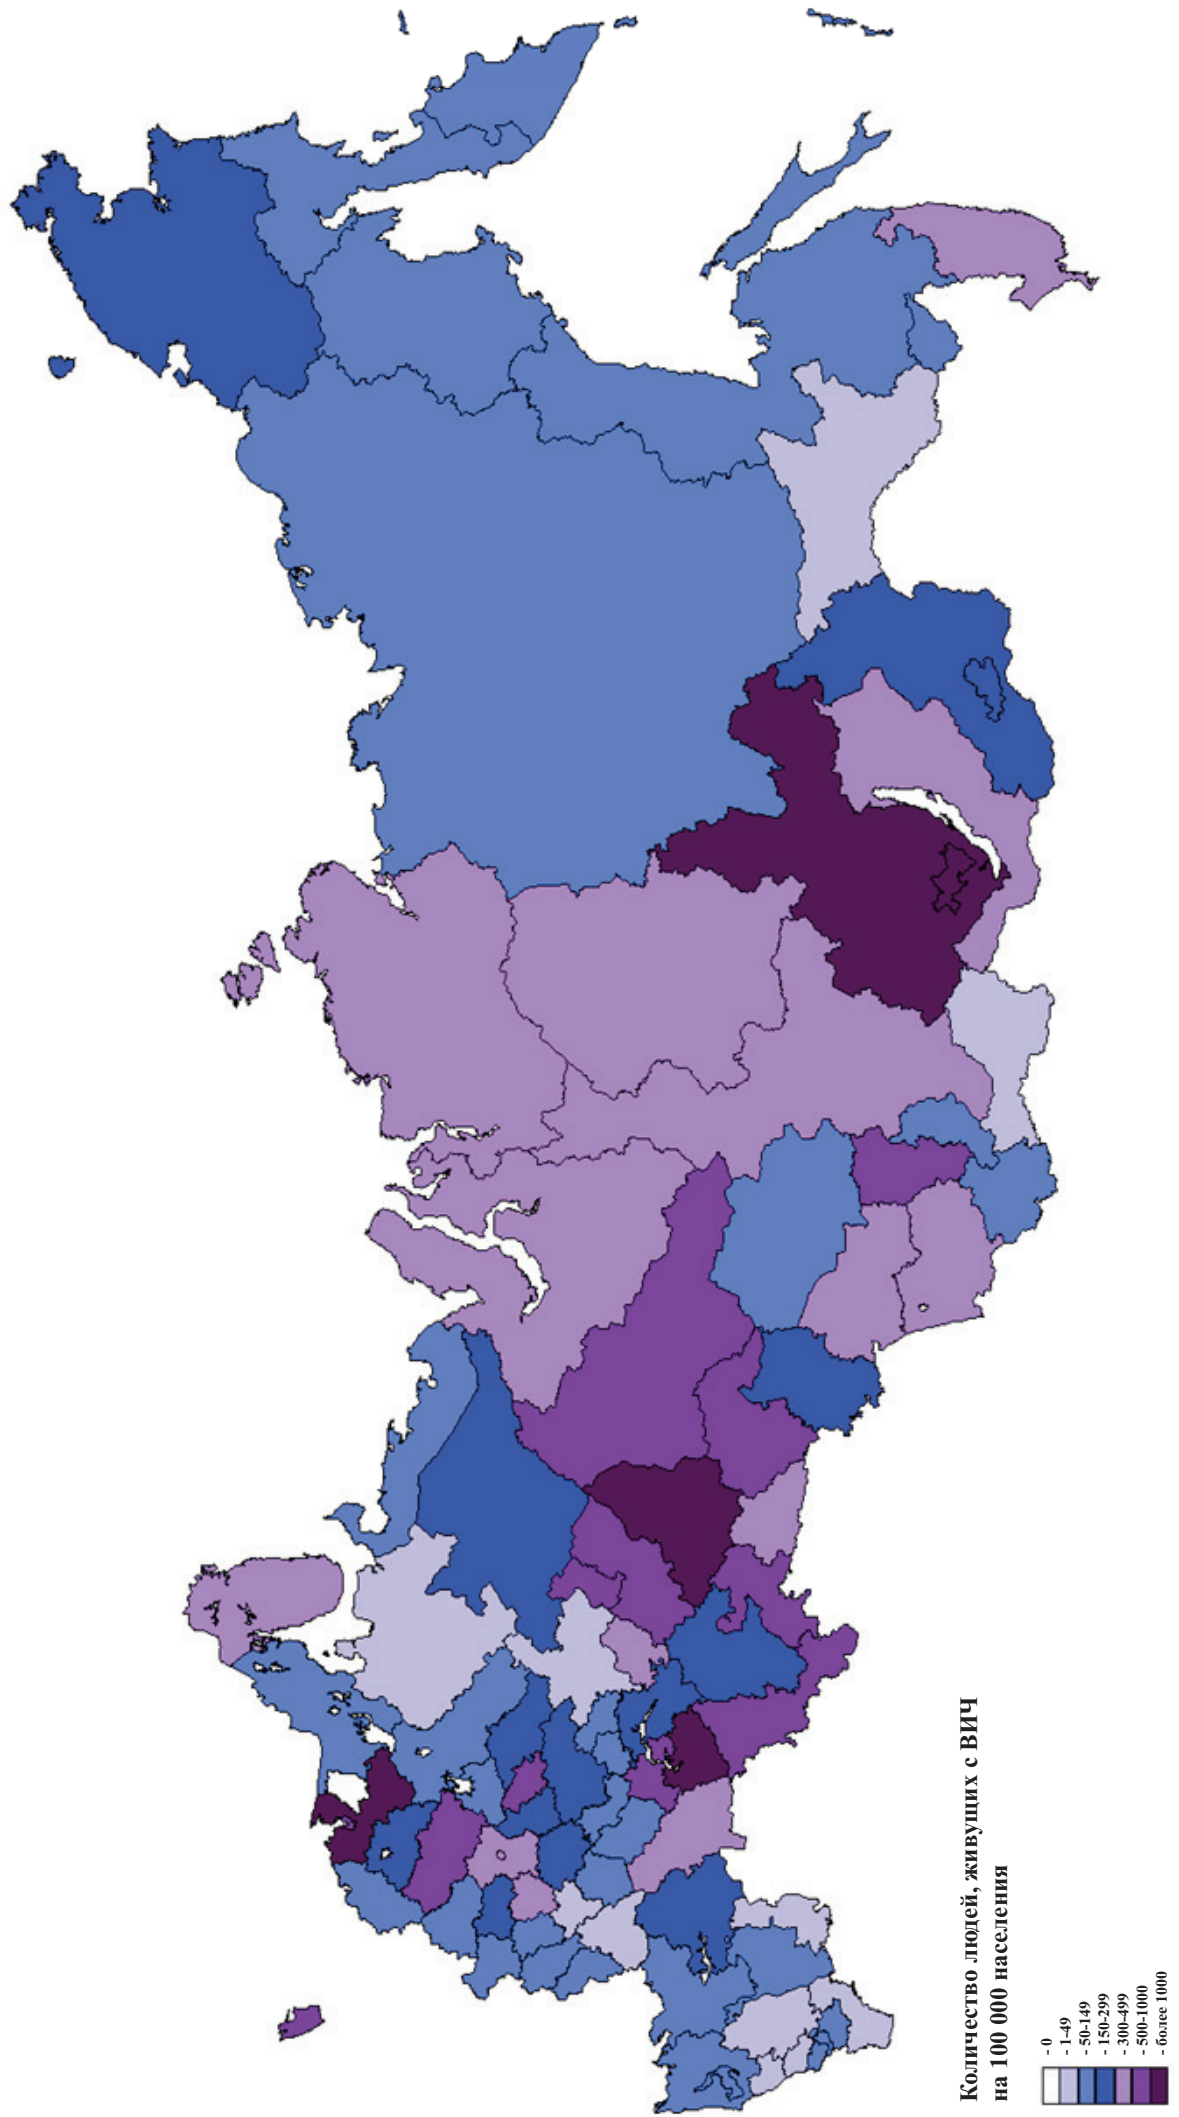 Количество людей, живущих с ВИЧ
на 100 000 населения
- 0
- 1-49
- 50-149
- 150-299
- 300-499
- 500-1000
- более 1000